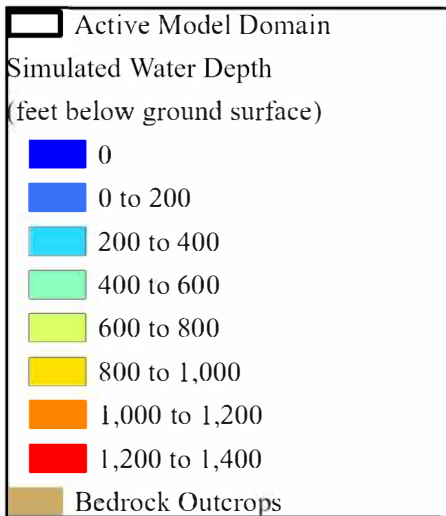 Active Model Domain
Simulated Water Depth
(feet below ground surface)
0
0 to 200
200 to 400
400 to 600
600 to 800
800 to 1,000
1,000 to 1,200
1,200 to 1,400
Bedrock Outcrops